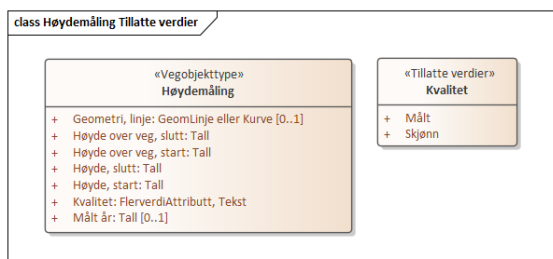 class Høydemåling Tillatte verdier
«Vegobjekttype»
Høydemåling
+ Geometri, linje: GeomLinje eller Kurve [0..1]
+ Høyde over veg, slutt: Tall
+ Høyde over veg, start: Tall
+ Høyde, slutt: Tall
+ Høyde, start: Tall
+ Kvalitet: FlerverdiAttributt, Tekst
+ Målt år: Tall [0..1]
«Tillatte verdier»
Kvalitet
+ Målt
+ Skjønn